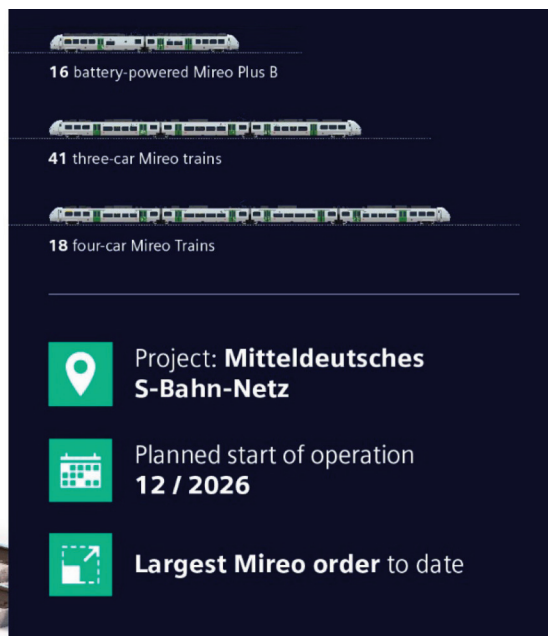 16 battery-powered Mireo Plus B
41 three-car Mireo trains
18 four-car Mireo Trains
Project: Mitteldeutsches
S-Bahn-Netz
Planned start of operation
12 / 2026
Largest Mireo order to date